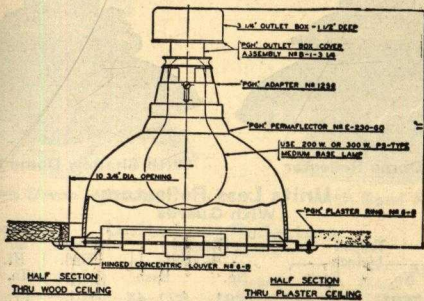 3 1/4" OUTLET BOX - 1 1/2" DEEP
"PGH" OUTLET BOX COVER
ASSEMBLY Nº B-1-3 1/4
"PGH" ADAPTER Nº 1298
"PGH" PERMAFLECTOR Nº E-230-60
USE 200 W. OR 300 W. PS-TYPE
MEDIUM BASE LAMP
10 3/4" DIA. OPENING
"PGH" PLASTER RING Nº 6-8
HINGED CONCENTRIC LOUVER Nº 6-8
HALF SECTION
THRU WOOD CEILING
HALF SECTION
THRU PLASTER CEILING